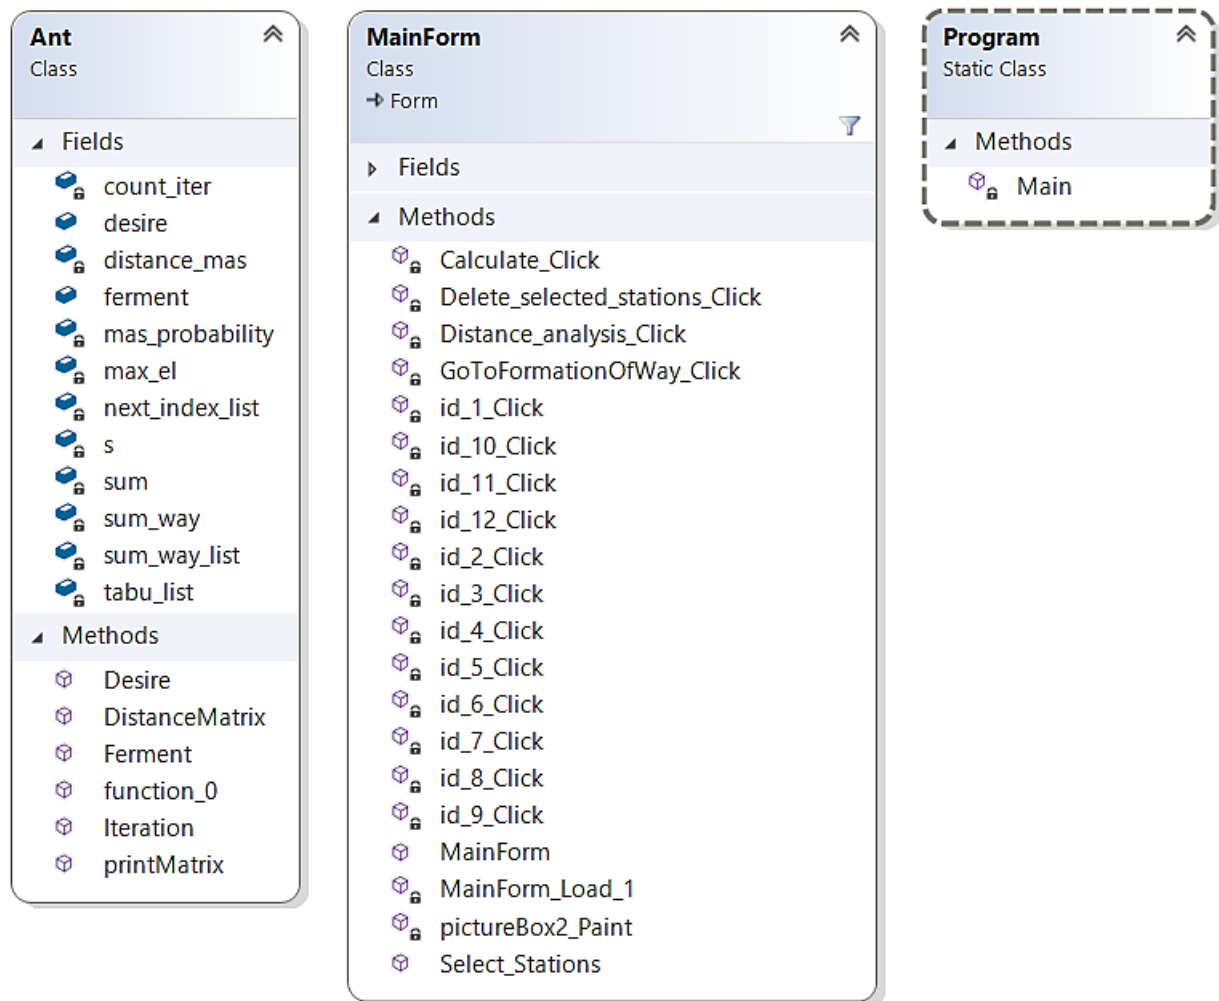 Ant
Class
Fields
count_iter
desire
distance_mas
ferment
mas_probability
max_el
next_index_list
s
sum
sum_way
sum_way_list
tabu_list
Methods
Desire
DistanceMatrix
Ferment
function_0
Iteration
printMatrix
MainForm
Class
Form
Fields
Methods
Calculate_Click
Delete_selected_stations_Click
Distance_analysis_Click
GoToFormationOfWay_Click
id_1_Click
id_10_Click
id_11_Click
id_12_Click
id_2_Click
id_3_Click
id_4_Click
id_5_Click
id_6_Click
id_7_Click
id_8_Click
id_9_Click
MainForm
MainForm_Load_1
pictureBox2_Paint
Select_Stations
Program
Static Class
Methods
Main